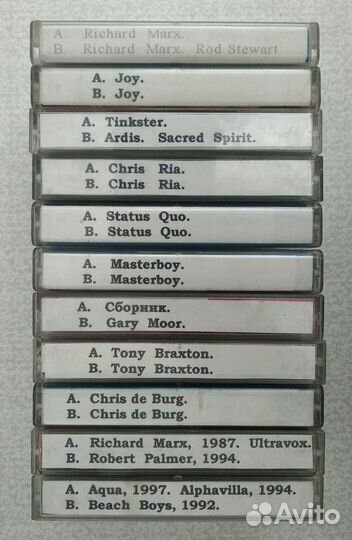 A. Richard Marx.
B. Richard Marx. Rod Stewart.
A. Joy.
B. Joy.
A. Tinkster.
B. Ardis. Sacred Spirit.
A. Chris Ria.
B. Chris Ria.
A. Status Quo.
B. Status Quo.
A. Masterboy.
B. Masterboy.
A. Сборник.
B. Gary Moor.
A. Tony Braxton.
B. Tony Braxton.
A. Chris de Burg.
B. Chris de Burg.
A. Richard Marx, 1987. Ultravox.
B. Robert Palmer, 1994.
A. Aqua, 1997. Alphavilla, 1994.
B. Beach Boys, 1992.
Avito